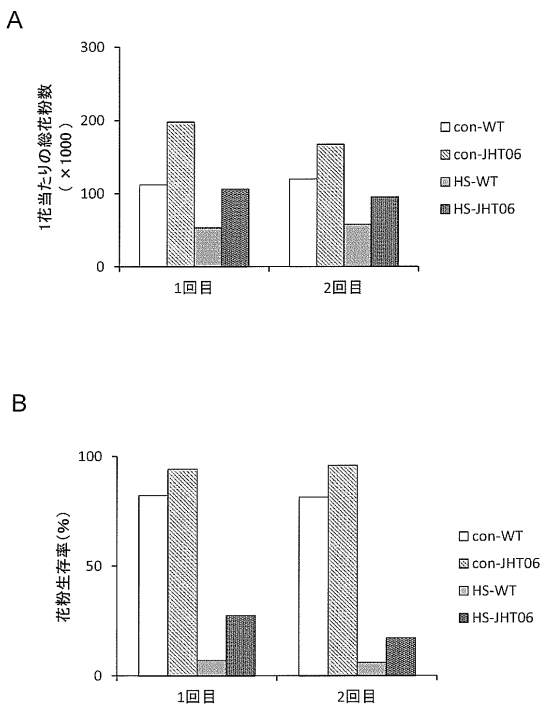 A
1花当たりの総花粉数
(×1000)
300
200
100
0
1回目
2回目
con-WT
con-JHT06
HS-WT
HS-JHT06
B
花粉生存率(%)
100
50
0
1回目
2回目
con-WT
con-JHT06
HS-WT
HS-JHT06